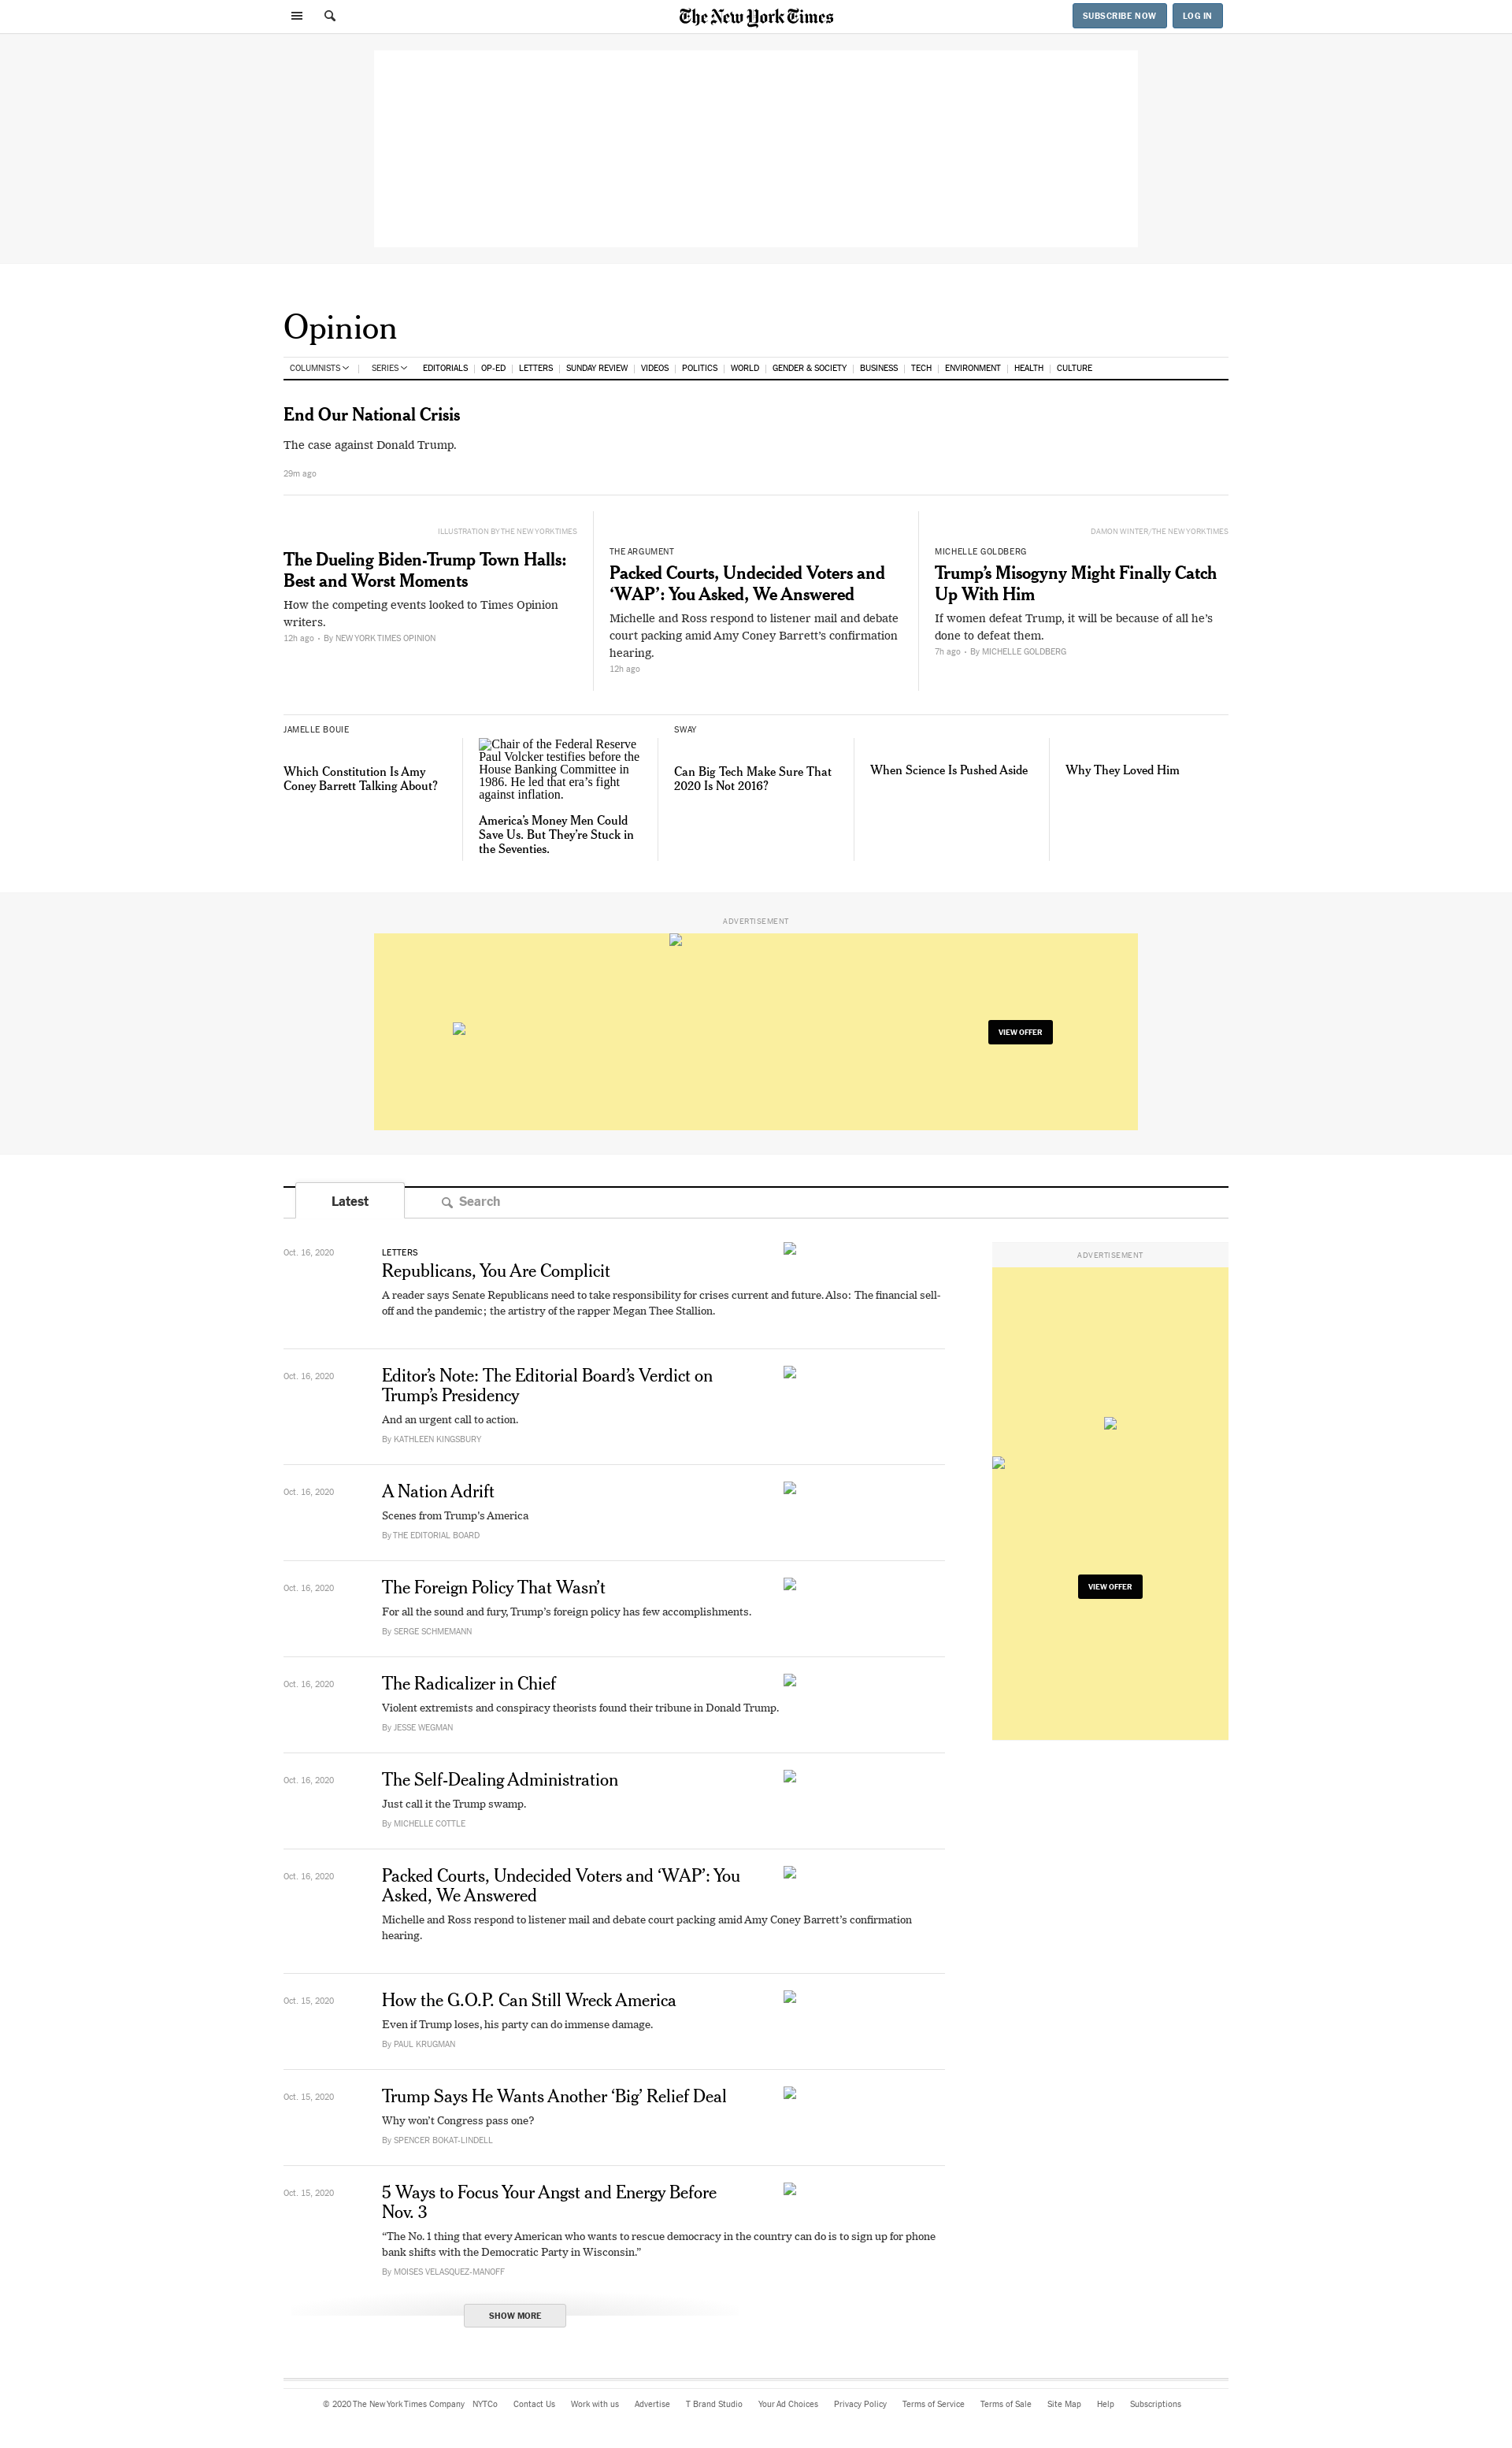 The New York Times
SUBSCRIBE NOW
LOG IN
Opinion
COLUMNISTS
SERIES
EDITORIALS
OP-ED
LETTERS
SUNDAY REVIEW
VIDEOS
POLITICS
WORLD
GENDER & SOCIETY
BUSINESS
TECH
ENVIRONMENT
HEALTH
CULTURE
End Our National Crisis
The case against Donald Trump.
29m ago
ILLUSTRATION BY THE NEW YORK TIMES
The Dueling Biden-Trump Town Halls:
Best and Worst Moments
How the competing events looked to Times Opinion
writers.
12h ago • By NEW YORK TIMES OPINION
THE ARGUMENT
Packed Courts, Undecided Voters and
‘WAP’: You Asked, We Answered
Michelle and Ross respond to listener mail and debate
court packing amid Amy Coney Barrett’s confirmation
hearing.
12h ago
DAMON WINTER/THE NEW YORK TIMES
MICHELLE GOLDBERG
Trump’s Misogyny Might Finally Catch
Up With Him
If women defeat Trump, it will be because of all he’s
done to defeat them.
7h ago • By MICHELLE GOLDBERG
JAMELLE BOUIE
Which Constitution Is Amy
Coney Barrett Talking About?
Chair of the Federal Reserve
Paul Volcker testifies before the
House Banking Committee in
1986. He led that era’s fight
against inflation.
America’s Money Men Could
Save Us. But They’re Stuck in
the Seventies.
SWAY
Can Big Tech Make Sure That
2020 Is Not 2016?
When Science Is Pushed Aside
Why They Loved Him
ADVERTISEMENT
VIEW OFFER
Latest
Search
Oct. 16, 2020
LETTERS
Republicans, You Are Complicit
A reader says Senate Republicans need to take responsibility for crises current and future. Also: The financial sell-
off and the pandemic; the artistry of the rapper Megan Thee Stallion.
Oct. 16, 2020
Editor’s Note: The Editorial Board’s Verdict on
Trump’s Presidency
And an urgent call to action.
By KATHLEEN KINGSBURY
Oct. 16, 2020
A Nation Adrift
Scenes from Trump’s America
By THE EDITORIAL BOARD
Oct. 16, 2020
The Foreign Policy That Wasn’t
For all the sound and fury, Trump’s foreign policy has few accomplishments.
By SERGE SCHMEMANN
Oct. 16, 2020
The Radicalizer in Chief
Violent extremists and conspiracy theorists found their tribune in Donald Trump.
By JESSE WEGMAN
Oct. 16, 2020
The Self-Dealing Administration
Just call it the Trump swamp.
By MICHELLE COTTLE
Oct. 16, 2020
Packed Courts, Undecided Voters and ‘WAP’: You
Asked, We Answered
Michelle and Ross respond to listener mail and debate court packing amid Amy Coney Barrett’s confirmation
hearing.
Oct. 15, 2020
How the G.O.P. Can Still Wreck America
Even if Trump loses, his party can do immense damage.
By PAUL KRUGMAN
Oct. 15, 2020
Trump Says He Wants Another ‘Big’ Relief Deal
Why won’t Congress pass one?
By SPENCER BOKAT-LINDELL
Oct. 15, 2020
5 Ways to Focus Your Angst and Energy Before
Nov. 3
“The No. 1 thing that every American who wants to rescue democracy in the country can do is to sign up for phone
bank shifts with the Democratic Party in Wisconsin.”
By MOISES VELASQUEZ-MANOFF
SHOW MORE
ADVERTISEMENT
VIEW OFFER
© 2020 The New York Times Company
NYTCo
Contact Us
Work with us
Advertise
T Brand Studio
Your Ad Choices
Privacy Policy
Terms of Service
Terms of Sale
Site Map
Help
Subscriptions